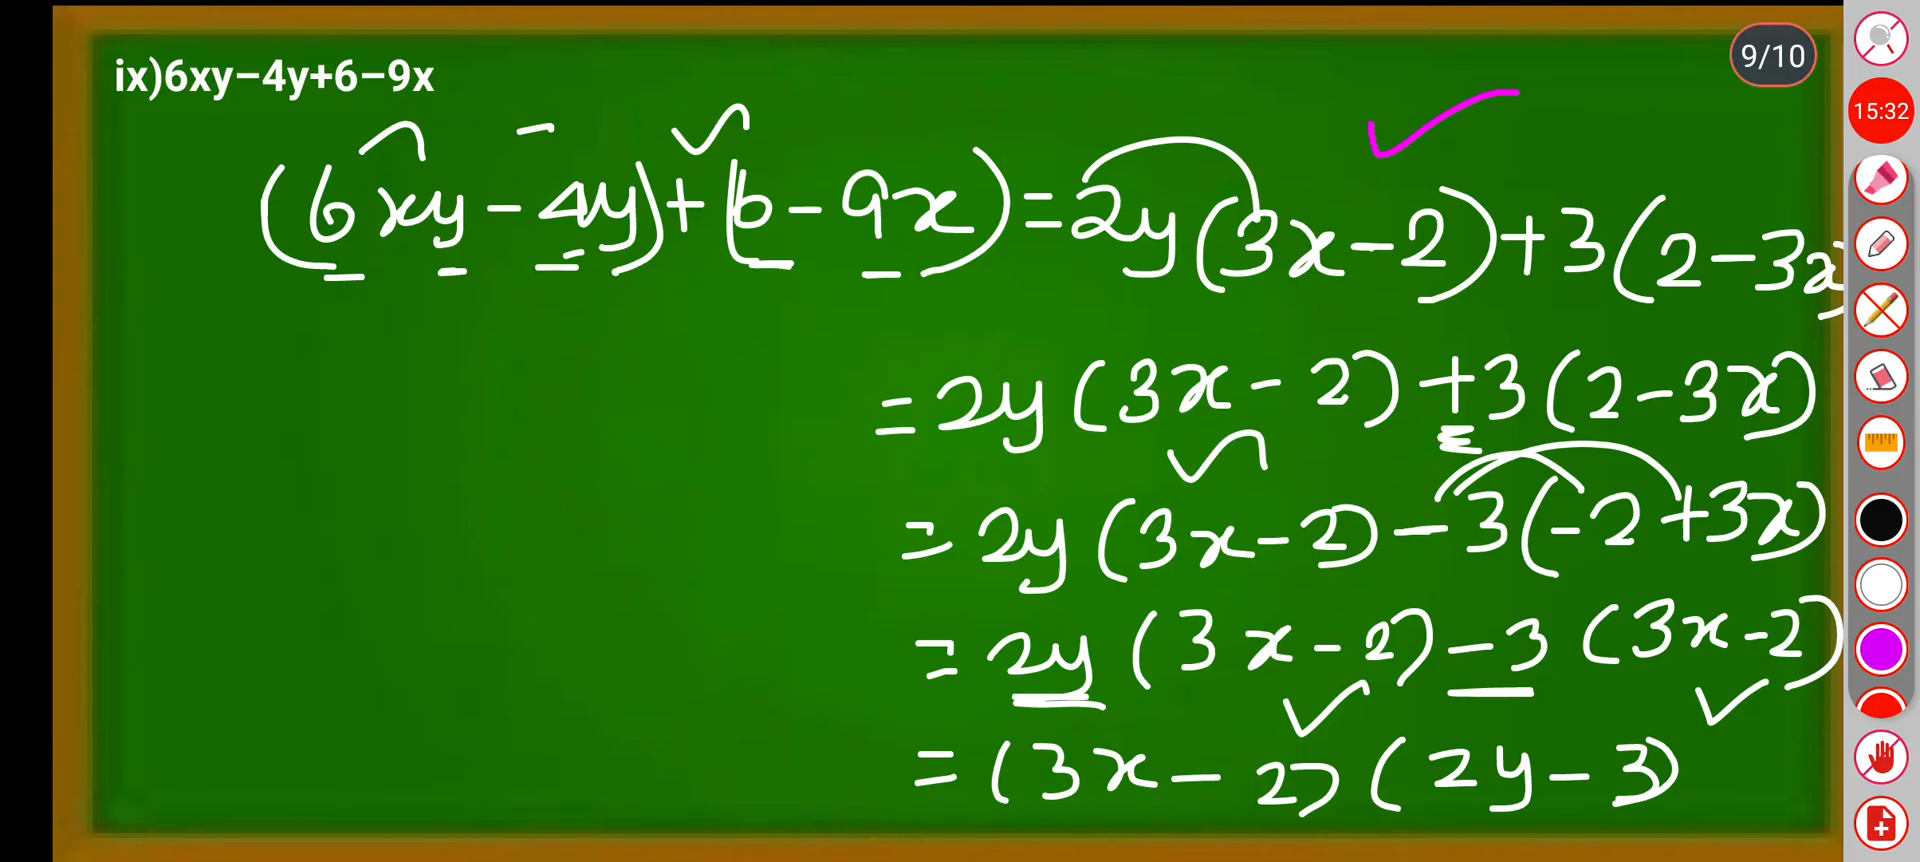 ix)6xy−4y+6−9x
9/10
15:32
(6xy - 4y) + (6 - 9x) = 2y(3x - 2) + 3(2 - 3x)
= 2y(3x - 2) + 3(2 - 3x)
= 2y(3x - 2) - 3(-2 + 3x)
= 2y(3x - 2) - 3(3x - 2)
= (3x - 2)(2y - 3)